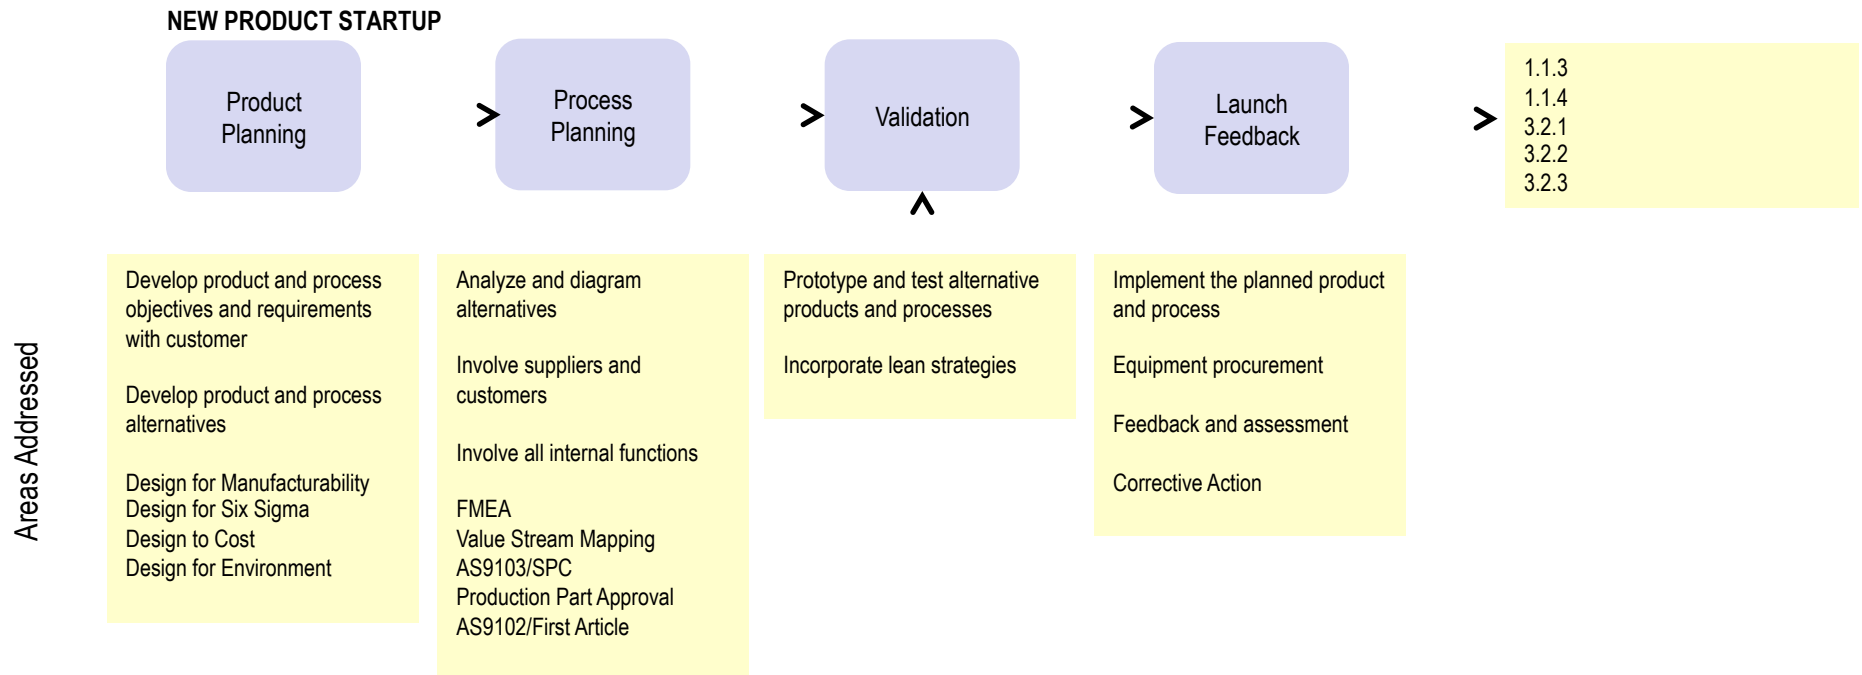 NEW PRODUCT STARTUP
Product
Planning
Process
Planning
Validation
Launch
Feedback
1.1.3
1.1.4
3.2.1
3.2.2
3.2.3
Areas Addressed
Develop product and process
objectives and requirements
with customer
Develop product and process
alternatives
Design for Manufacturability
Design for Six Sigma
Design to Cost
Design for Environment
Analyze and diagram
alternatives
Involve suppliers and
customers
Involve all internal functions
FMEA
Value Stream Mapping
AS9103/SPC
Production Part Approval
AS9102/First Article
Prototype and test alternative
products and processes
Incorporate lean strategies
Implement the planned product
and process
Equipment procurement
Feedback and assessment
Corrective Action